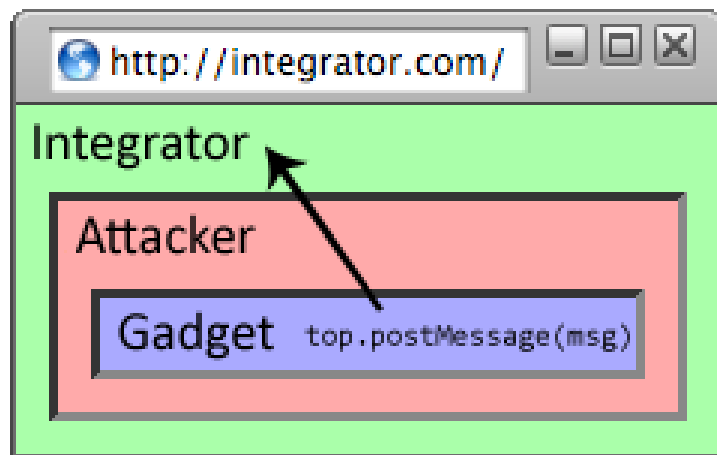 http://integrator.com/
Integrator
Attacker
Gadget top.postMessage(msg)